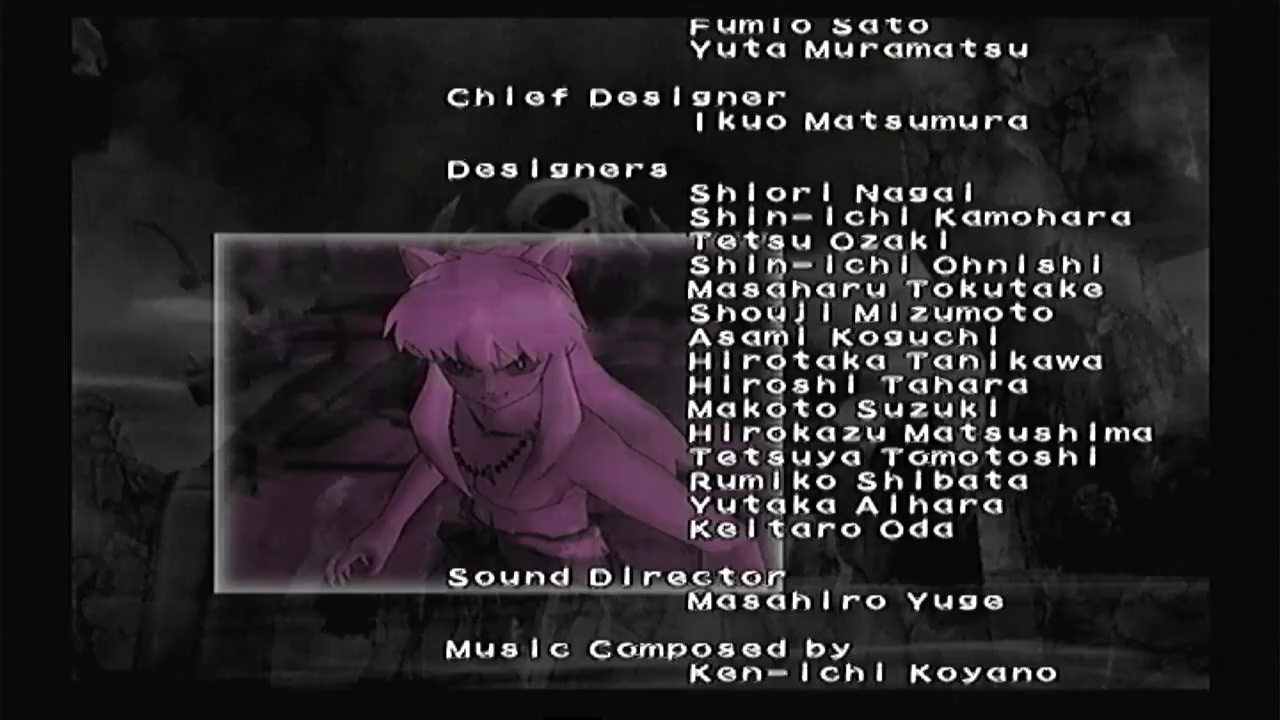 Fumio Sato
Yuta Muramatsu
Chief Designer
Ikuo Matsumura
Designers
Shiori Nagai
Shin-ichi Kamohara
Tetsu Ozaki
Shin-ichi Ohnishi
Masaharu Tokutake
Shouji Mizumoto
Asami Koguchi
Hirotaka Tanikawa
Hiroshi Tahara
Makoto Suzuki
Hirokazu Matsushima
Tetsuya Tomotoshi
Rumiko Shibata
Yutaka Aihara
Keitaro Oda
Sound Director
Masahiro Yuge
Music Composed by
Ken-ichi Koyano